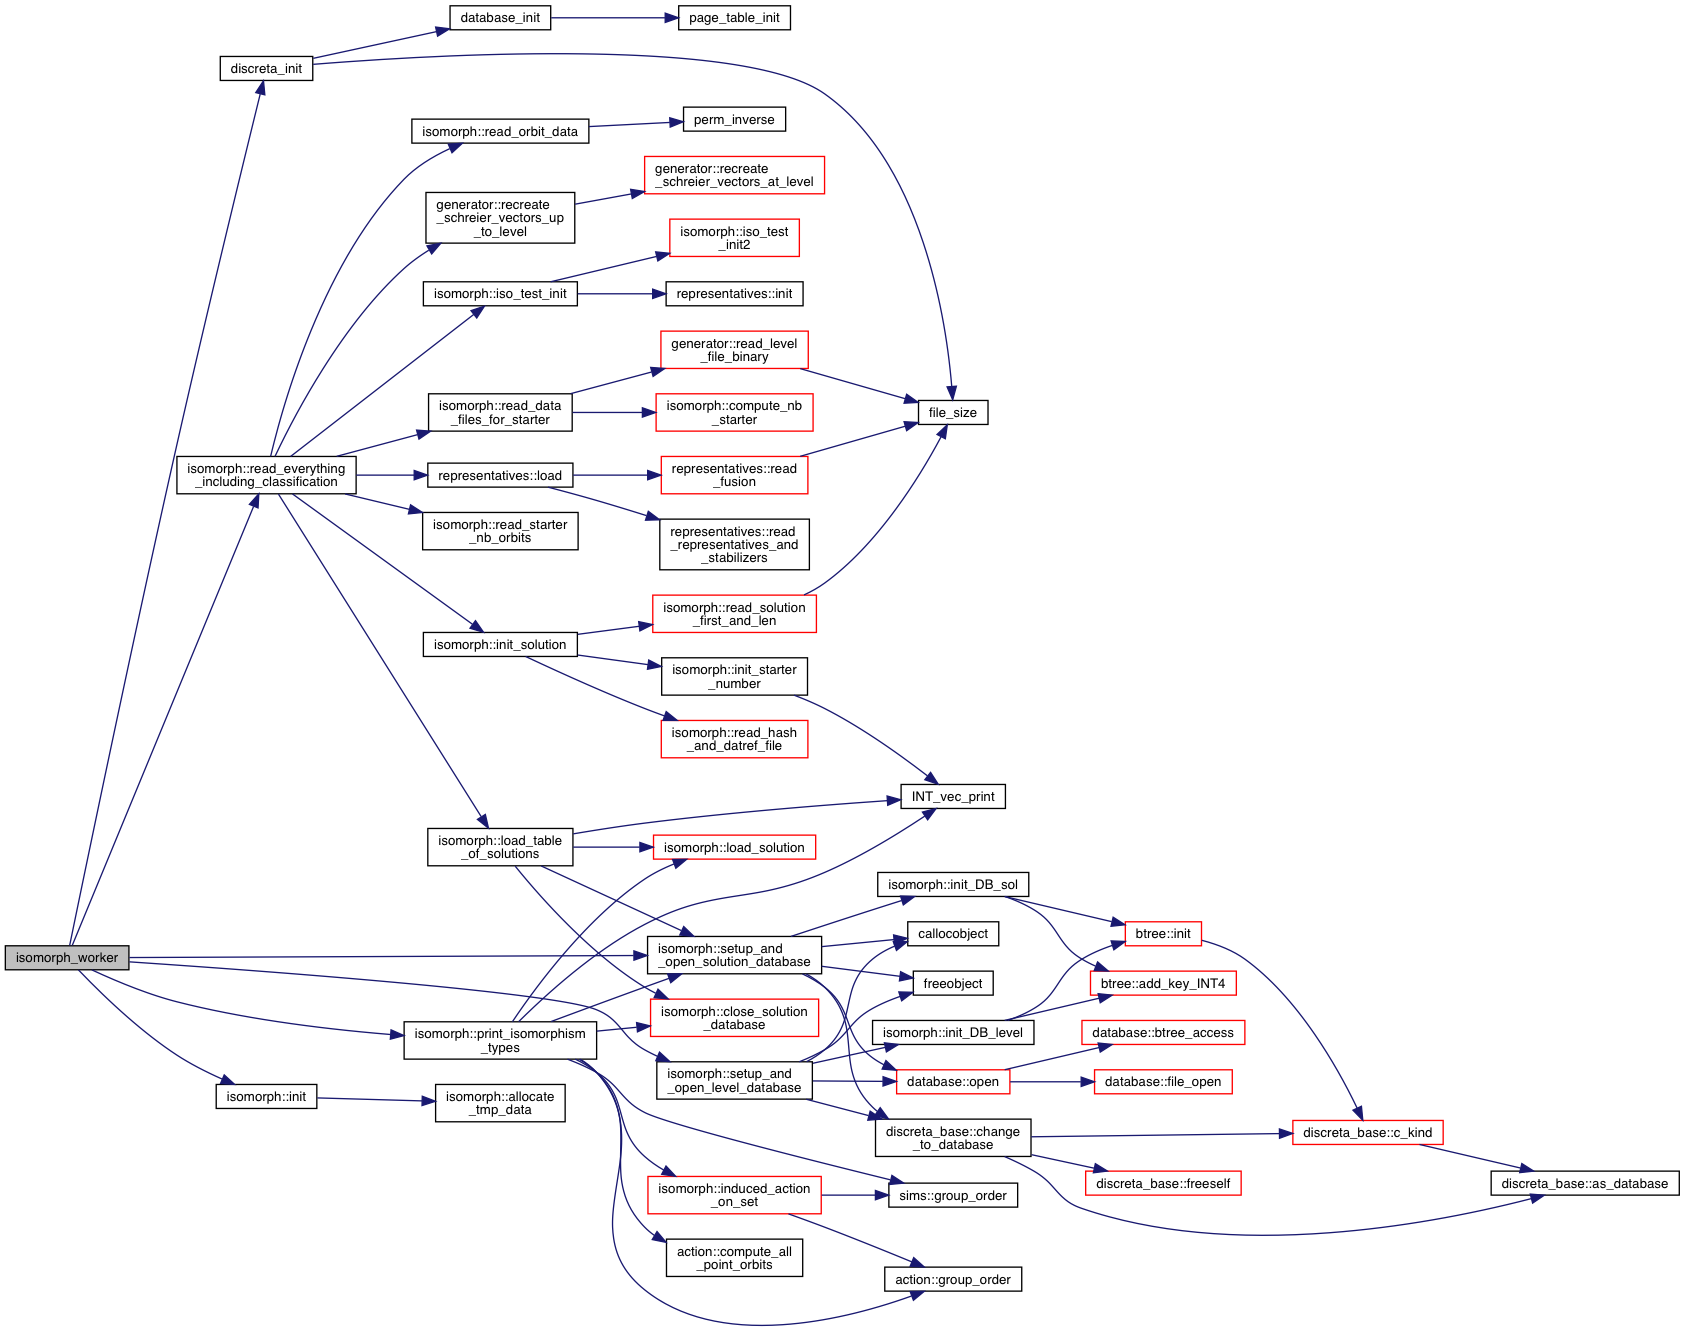 database_init
page_table_init
discreta_init
isomorph::read_orbit_data
perm_inverse
generator::recreate
_schreier_vectors_at_level
generator::recreate
_schreier_vectors_up
_to_level
isomorph::iso_test
_init2
isomorph::iso_test_init
representatives::init
generator::read_level
_file_binary
isomorph::read_data
_files_for_starter
isomorph::compute_nb
_starter
file_size
isomorph::read_everything
_including_classification
representatives::load
representatives::read
_fusion
isomorph::read_starter
_nb_orbits
representatives::read
_representatives_and
_stabilizers
isomorph::read_solution
_first_and_len
isomorph::init_solution
isomorph::init_starter
_number
isomorph::read_hash
_and_datref_file
INT_vec_print
isomorph::load_table
_of_solutions
isomorph::load_solution
isomorph::init_DB_sol
callocobject
btree::init
isomorph_worker
isomorph::setup_and
_open_solution_database
freeobject
btree::add_key_INT4
isomorph::close_solution
_database
isomorph::print_isomorphism
_types
isomorph::init_DB_level
database::btree_access
isomorph::setup_and
_open_level_database
database::open
database::file_open
isomorph::init
isomorph::allocate
_tmp_data
discreta_base::change
_to_database
discreta_base::c_kind
discreta_base::freeself
discreta_base::as_database
isomorph::induced_action
_on_set
sims::group_order
action::compute_all
_point_orbits
action::group_order